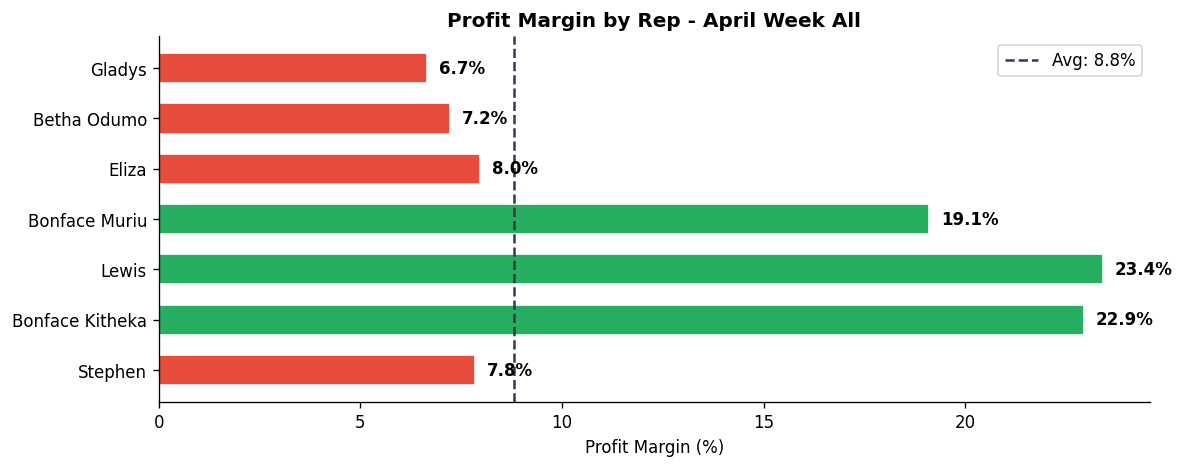 Profit Margin by Rep - April Week All
Avg: 8.8%
Gladys 6.7%
Betha Odumo 7.2%
Eliza 8.0%
Bonface Muriu 19.1%
Lewis 23.4%
Bonface Kitheka 22.9%
Stephen 7.8%
0 5 10 15 20
Profit Margin (%)